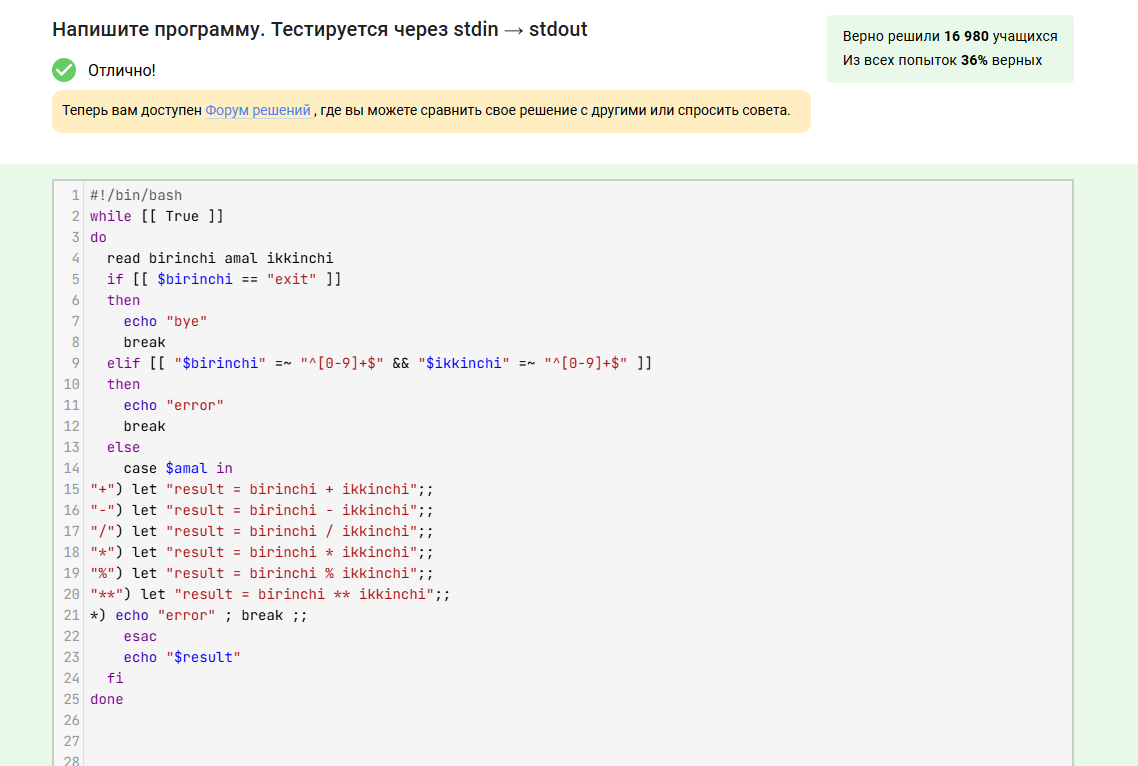 Напишите программу. Тестируется через stdin → stdout
Верно решили 16 980 учащихся
Из всех попыток 36% верных
Отлично!
Теперь вам доступен Форум решений , где вы можете сравнить свое решение с другими или спросить совета.
1 #!/bin/bash
2 while [[ True ]]
3 do
4   read birinchi amal ikkinchi
5   if [[ $birinchi == "exit" ]]
6   then
7     echo "bye"
8     break
9   elif [[ "$birinchi" =~ "^[0-9]+$" && "$ikkinchi" =~ "^[0-9]+$" ]]
10   then
11     echo "error"
12     break
13   else
14     case $amal in
15 "+") let "result = birinchi + ikkinchi";;
16 "-") let "result = birinchi - ikkinchi";;
17 "/") let "result = birinchi / ikkinchi";;
18 "*") let "result = birinchi * ikkinchi";;
19 "%") let "result = birinchi % ikkinchi";;
20 "**") let "result = birinchi ** ikkinchi";;
21 *) echo "error" ; break ;;
22     esac
23     echo "$result"
24   fi
25 done
26
27
28